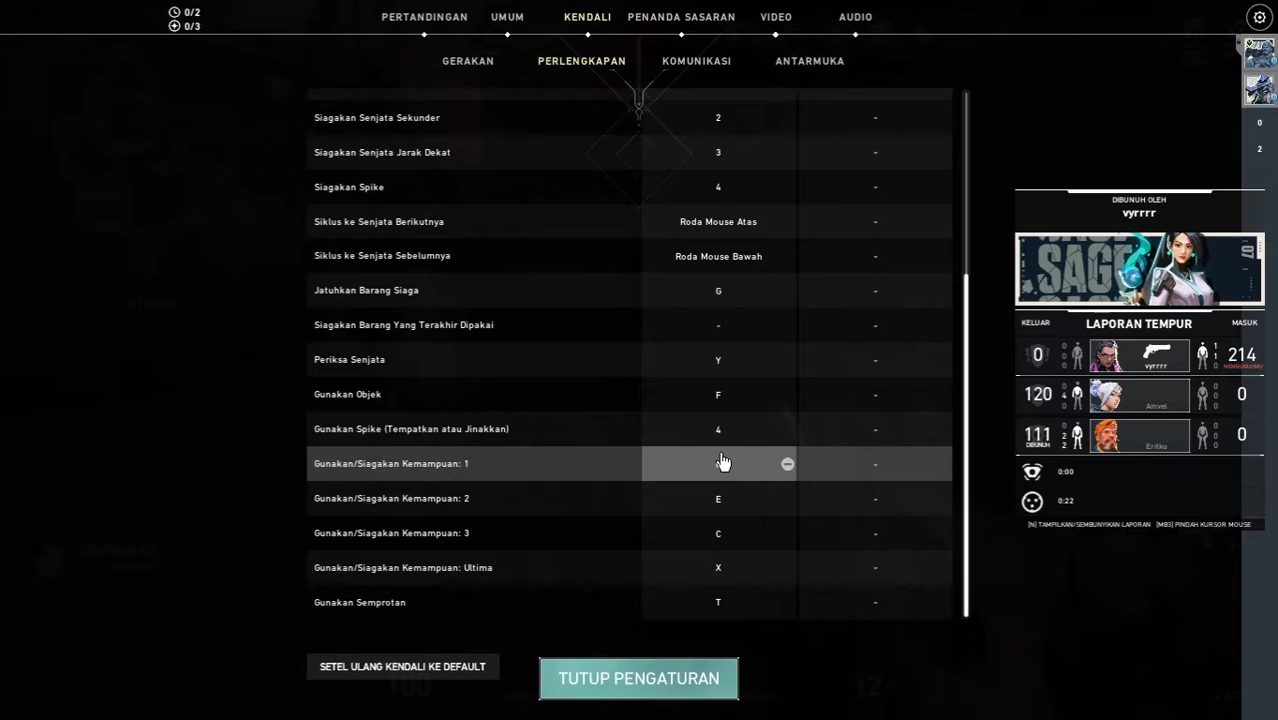 0/2
0/3
PERTANDINGAN UMUM KENDALI PENANDA SASARAN VIDEO AUDIO
GERAKAN PERLENGKAPAN KOMUNIKASI ANTARMUKA
Siagakan Senjata Sekunder 2 -
Siagakan Senjata Jarak Dekat 3 -
Siagakan Spike 4 -
Siklus ke Senjata Berikutnya Roda Mouse Atas -
Siklus ke Senjata Sebelumnya Roda Mouse Bawah -
Jatuhkan Barang Siaga G -
Siagakan Barang Yang Terakhir Dipakai - -
Periksa Senjata Y -
Gunakan Objek F -
Gunakan Spike (Tempatkan atau Jinakkan) 4 -
Gunakan/Siagakan Kemampuan: 1 -
Gunakan/Siagakan Kemampuan: 2 E -
Gunakan/Siagakan Kemampuan: 3 C -
Gunakan/Siagakan Kemampuan: Ultima X -
Gunakan Semprotan T -
SETEL ULANG KENDALI KE DEFAULT
TUTUP PENGATURAN
0
2
DIBUNUH OLEH
vyrrrr
SAGE
KELUAR LAPORAN TEMPUR MASUK
0 vyrrrr 214
MEMBUNUHMU
120 Ainvel 0
111 Eritku 0
DIBUNUH
0:00
0:22
[N] TAMPILKAN/SEMBUNYIKAN LAPORAN [MB3] PINDAH KURSOR MOUSE